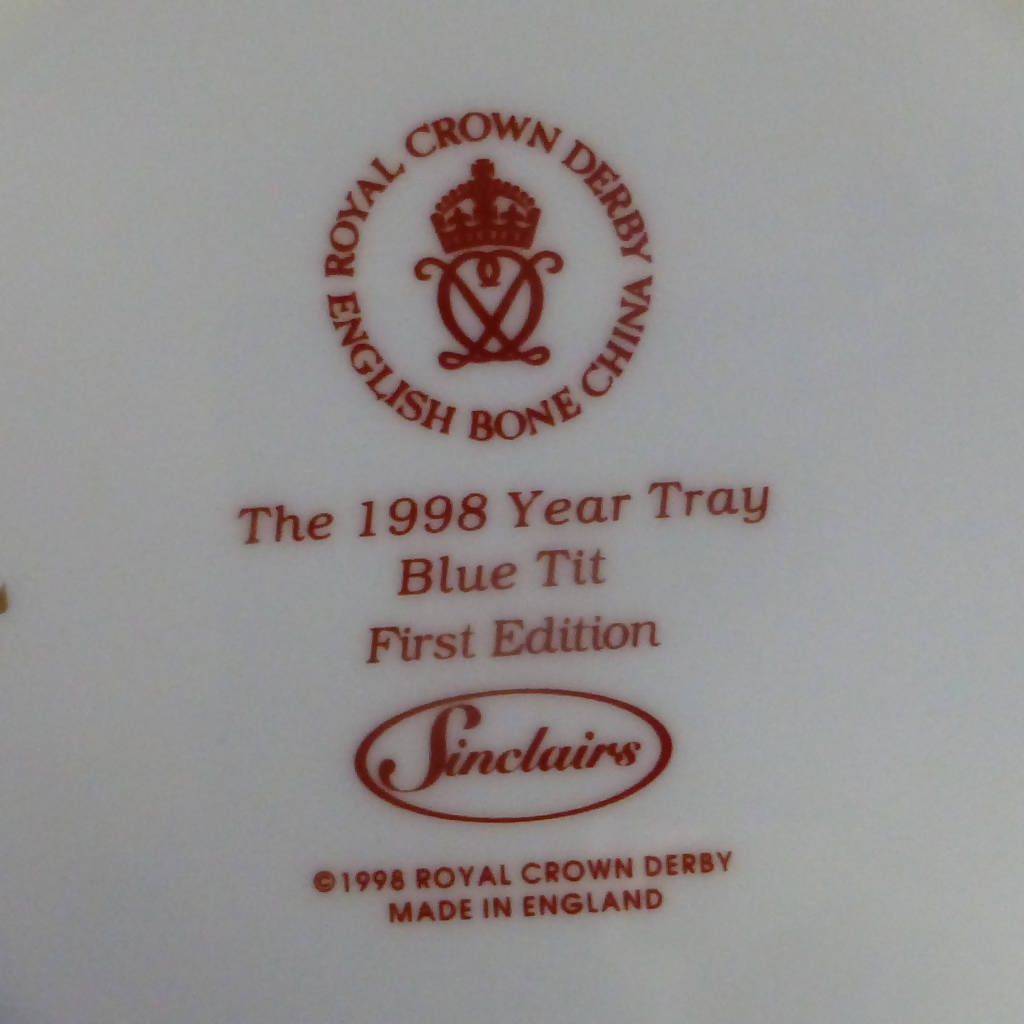 ROYAL CROWN DERBY
ENGLISH BONE CHINA
The 1998 Year Tray
Blue Tit
First Edition
Sinclairs
©1998 ROYAL CROWN DERBY
MADE IN ENGLAND